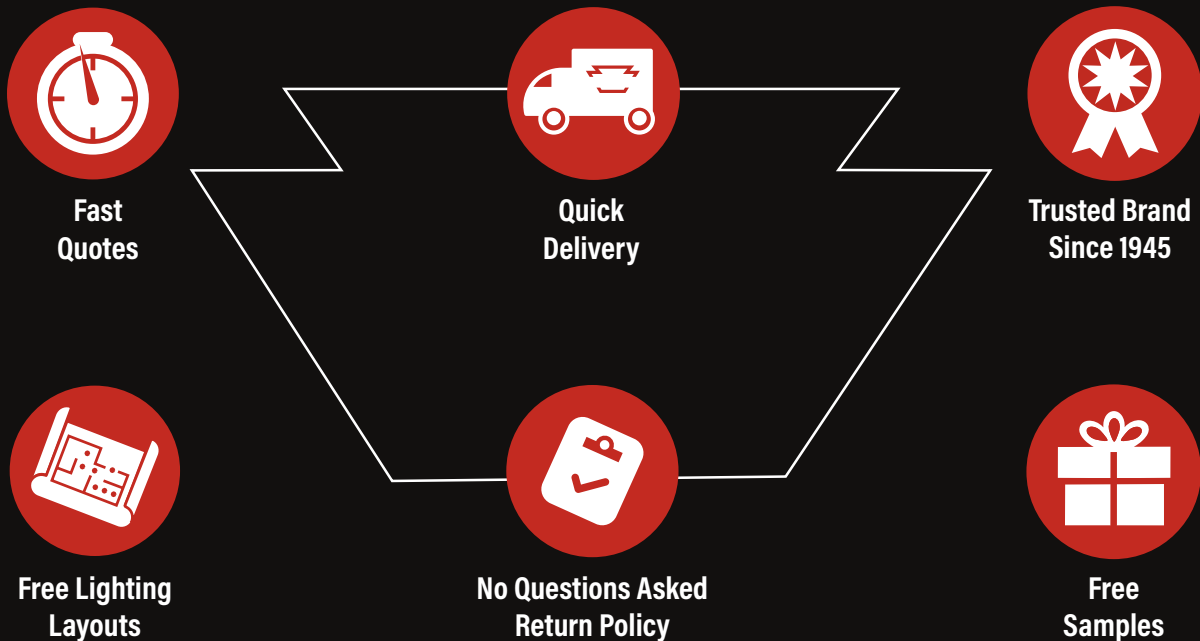 Fast
Quotes
Quick
Delivery
Trusted Brand
Since 1945
Free Lighting
Layouts
No Questions Asked
Return Policy
Free
Samples